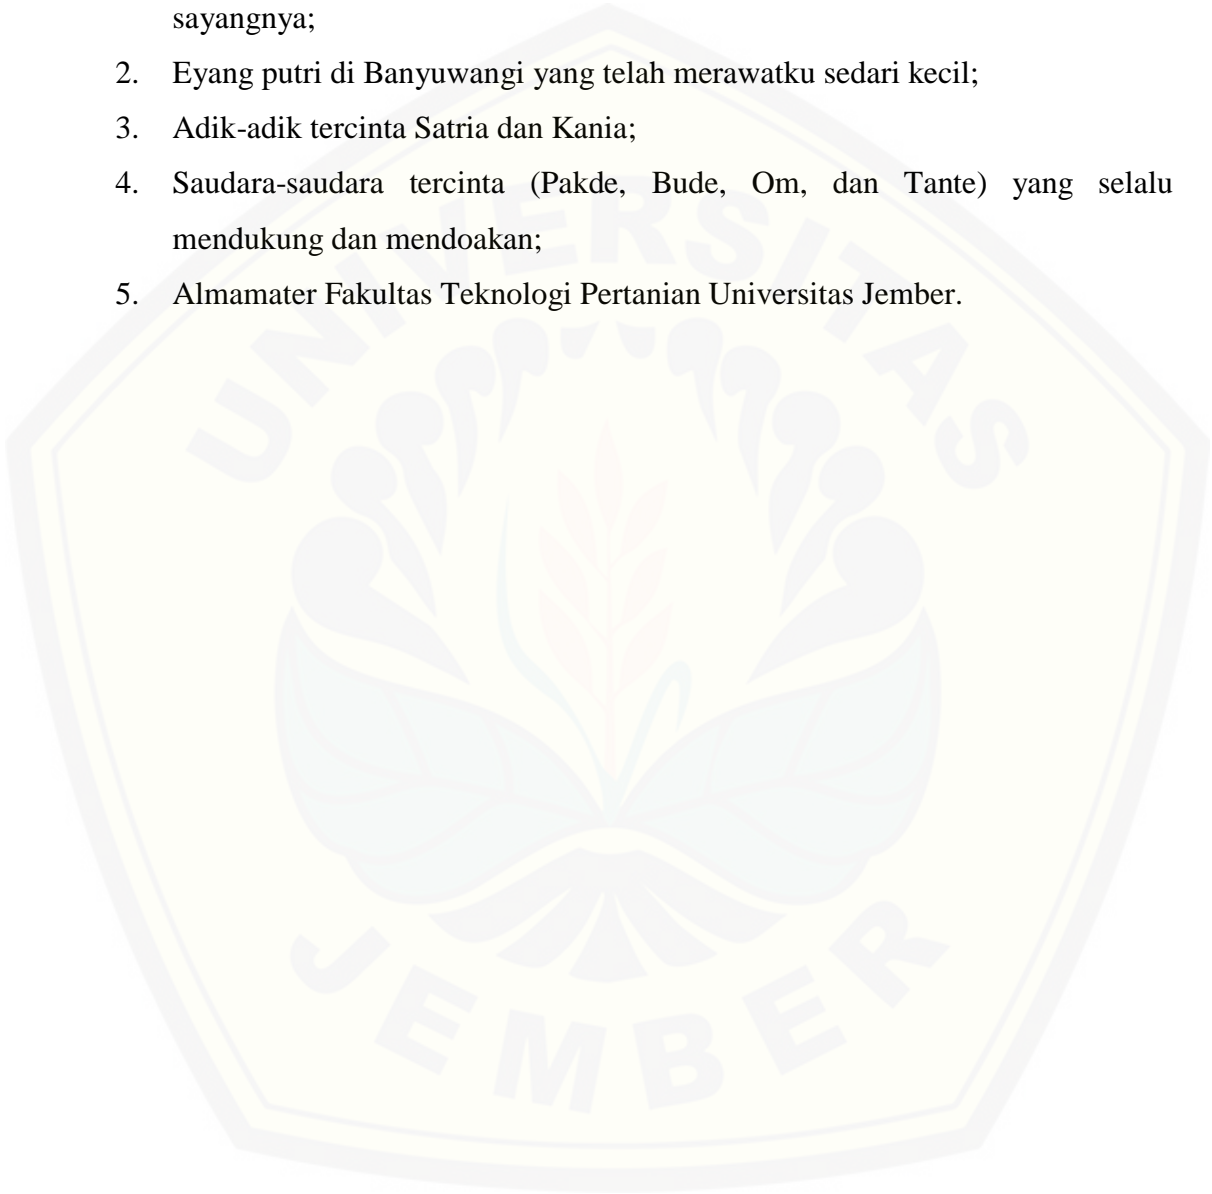 sayangnya;
2. Eyang putri di Banyuwangi yang telah merawatku sedari kecil;
3. Adik-adik tercinta Satria dan Kania;
4. Saudara-saudara tercinta (Pakde, Bude, Om, dan Tante) yang selalu
mendukung dan mendoakan;
5. Almamater Fakultas Teknologi Pertanian Universitas Jember.
UNIVERSITAS
JEMBER